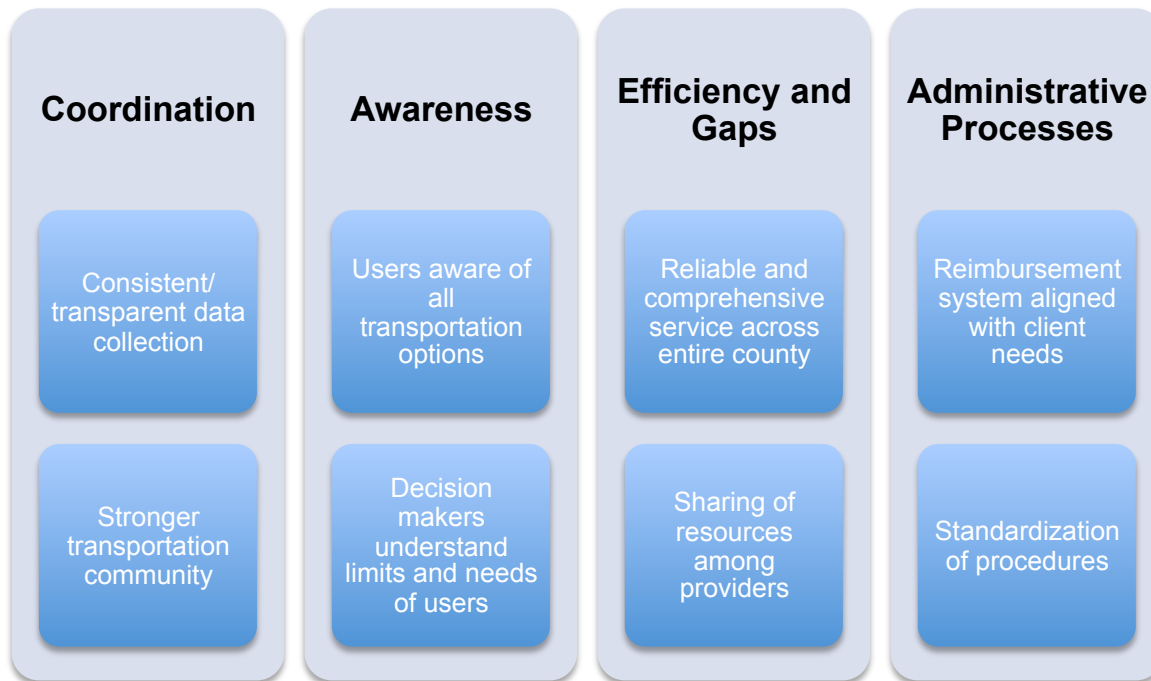 Coordination
Consistent/
transparent data
collection
Stronger
transportation
community
Awareness
Users aware of
all
transportation
options
Decision
makers
understand
limits and needs
of users
Efficiency and
Gaps
Reliable and
comprehensive
service across
entire county
Sharing of
resources
among
providers
Administrative
Processes
Reimbursement
system aligned
with client
needs
Standardization
of procedures